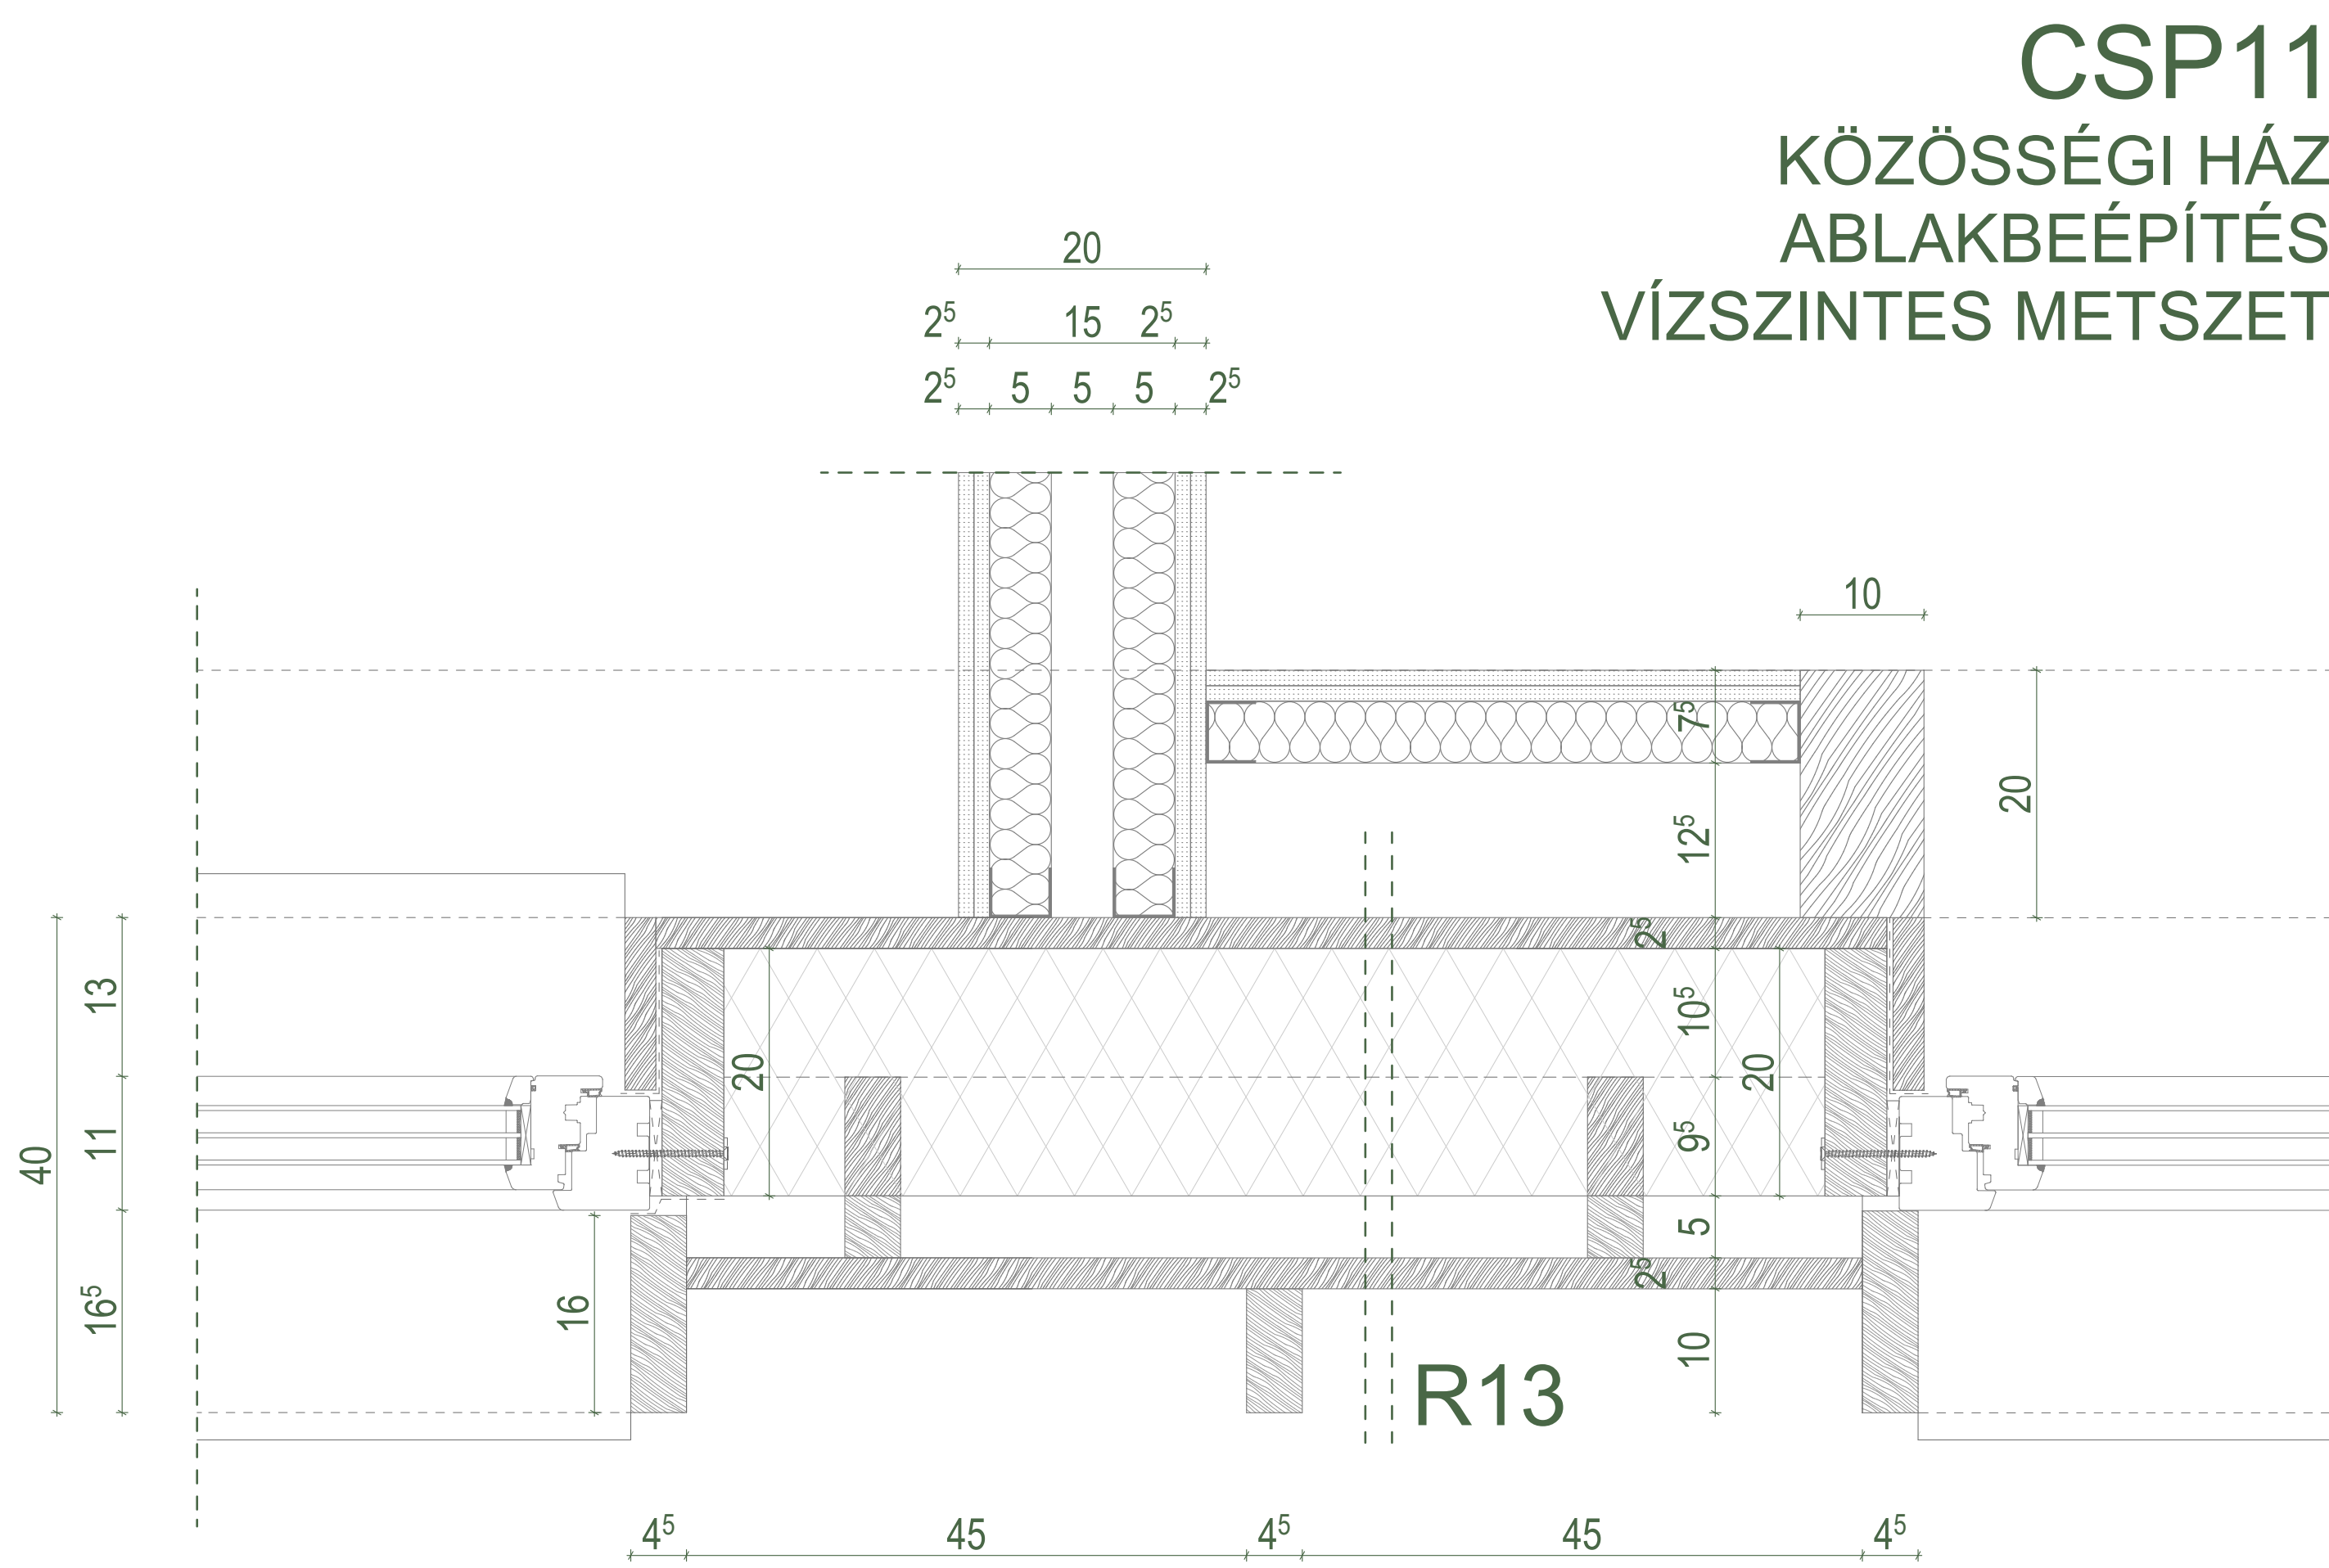 CSP11
KÖZÖSSÉGI HÁZ
ABLAKBEÉPÍTÉS
VÍZSZINTES METSZET
20
2⁵ 15 2⁵
2⁵ 5 5 5 2⁵
10
7⁵
20
12⁵
2⁵
13
10⁵
20
20
11
9⁵
40
5
16⁵
16
2⁵
10
R13
4⁵ 45 4⁵ 45 4⁵